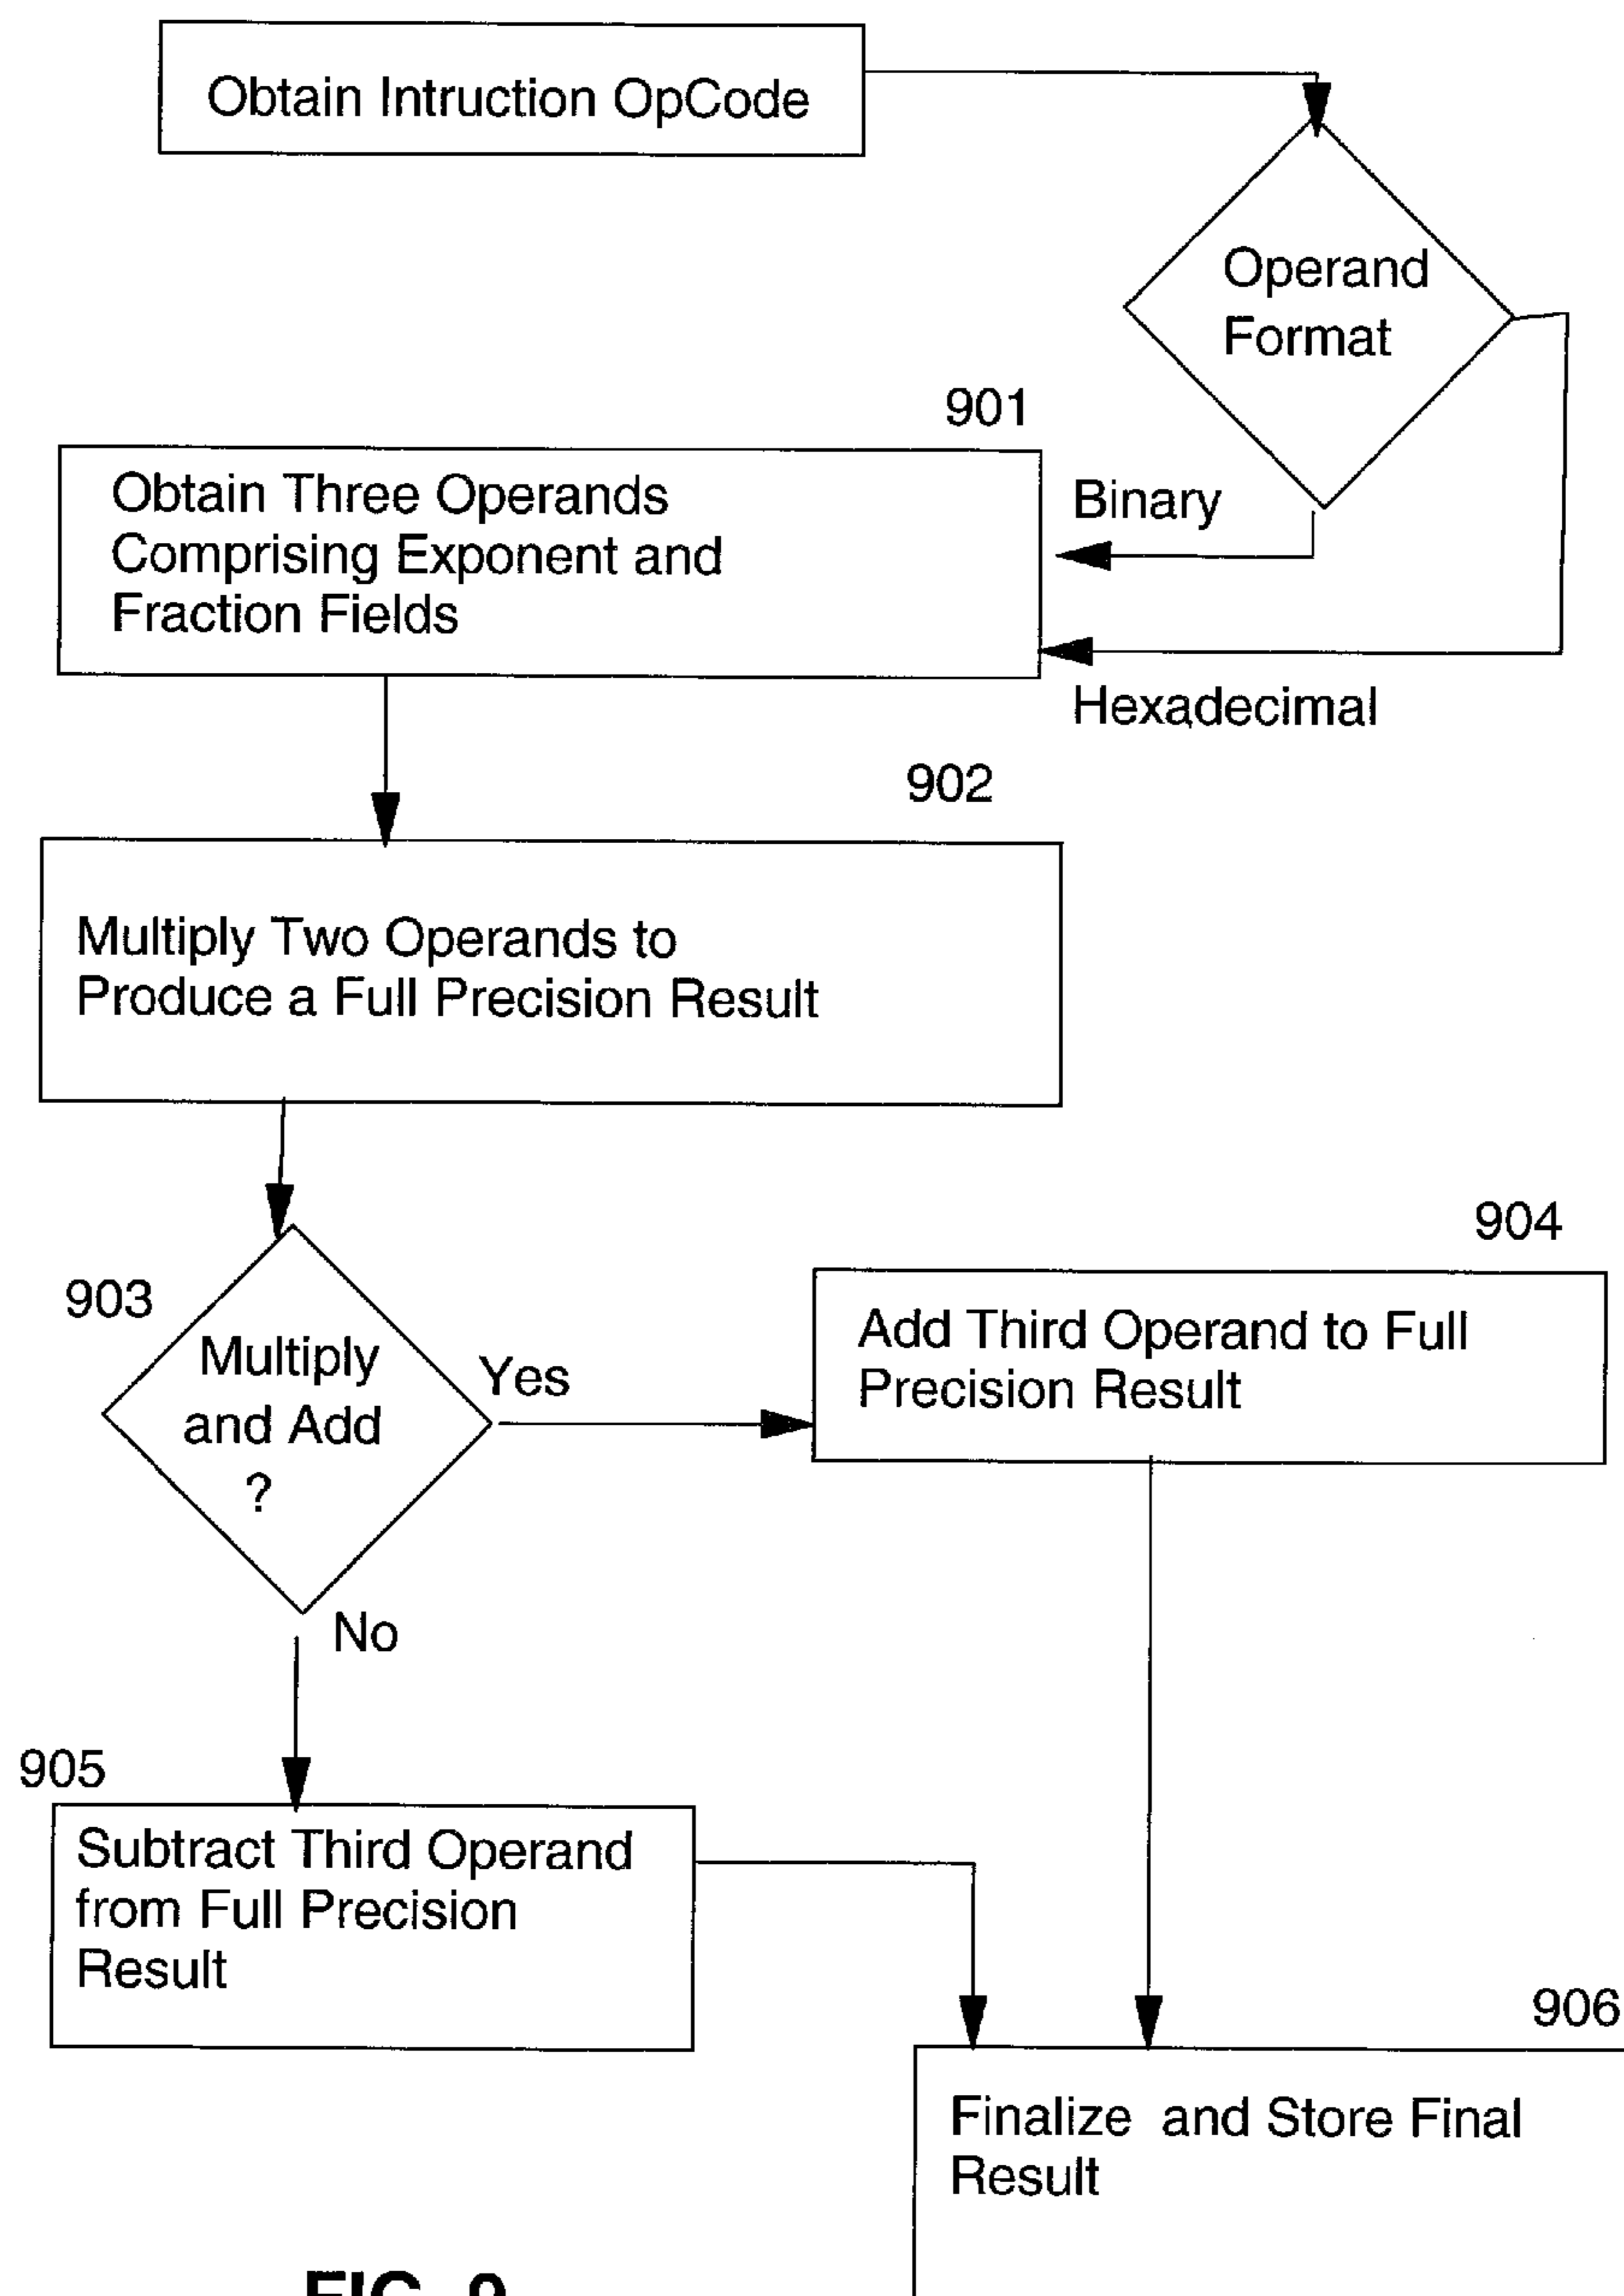 Obtain Intruction OpCode
Operand
Format
901
Obtain Three Operands
Comprising Exponent and
Fraction Fields
Binary
Hexadecimal
902
Multiply Two Operands to
Produce a Full Precision Result
903
Multiply
and Add
?
Yes
904
Add Third Operand to Full
Precision Result
No
905
Subtract Third Operand
from Full Precision
Result
906
Finalize and Store Final
Result
FIG. 9